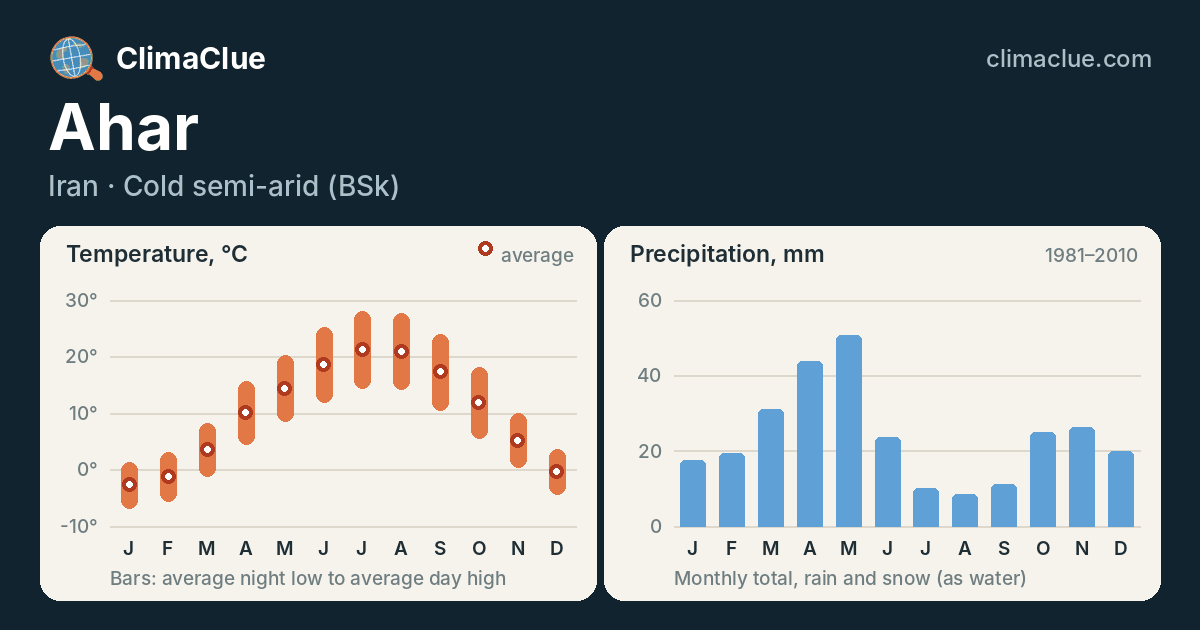 ClimaClue
climaclue.com
Ahar
Iran · Cold semi-arid (BSk)
Temperature, °C
average
30°
20°
10°
0°
-10°
J F M A M J J A S O N D
Bars: average night low to average day high
Precipitation, mm
1981–2010
60
40
20
0
J F M A M J J A S O N D
Monthly total, rain and snow (as water)